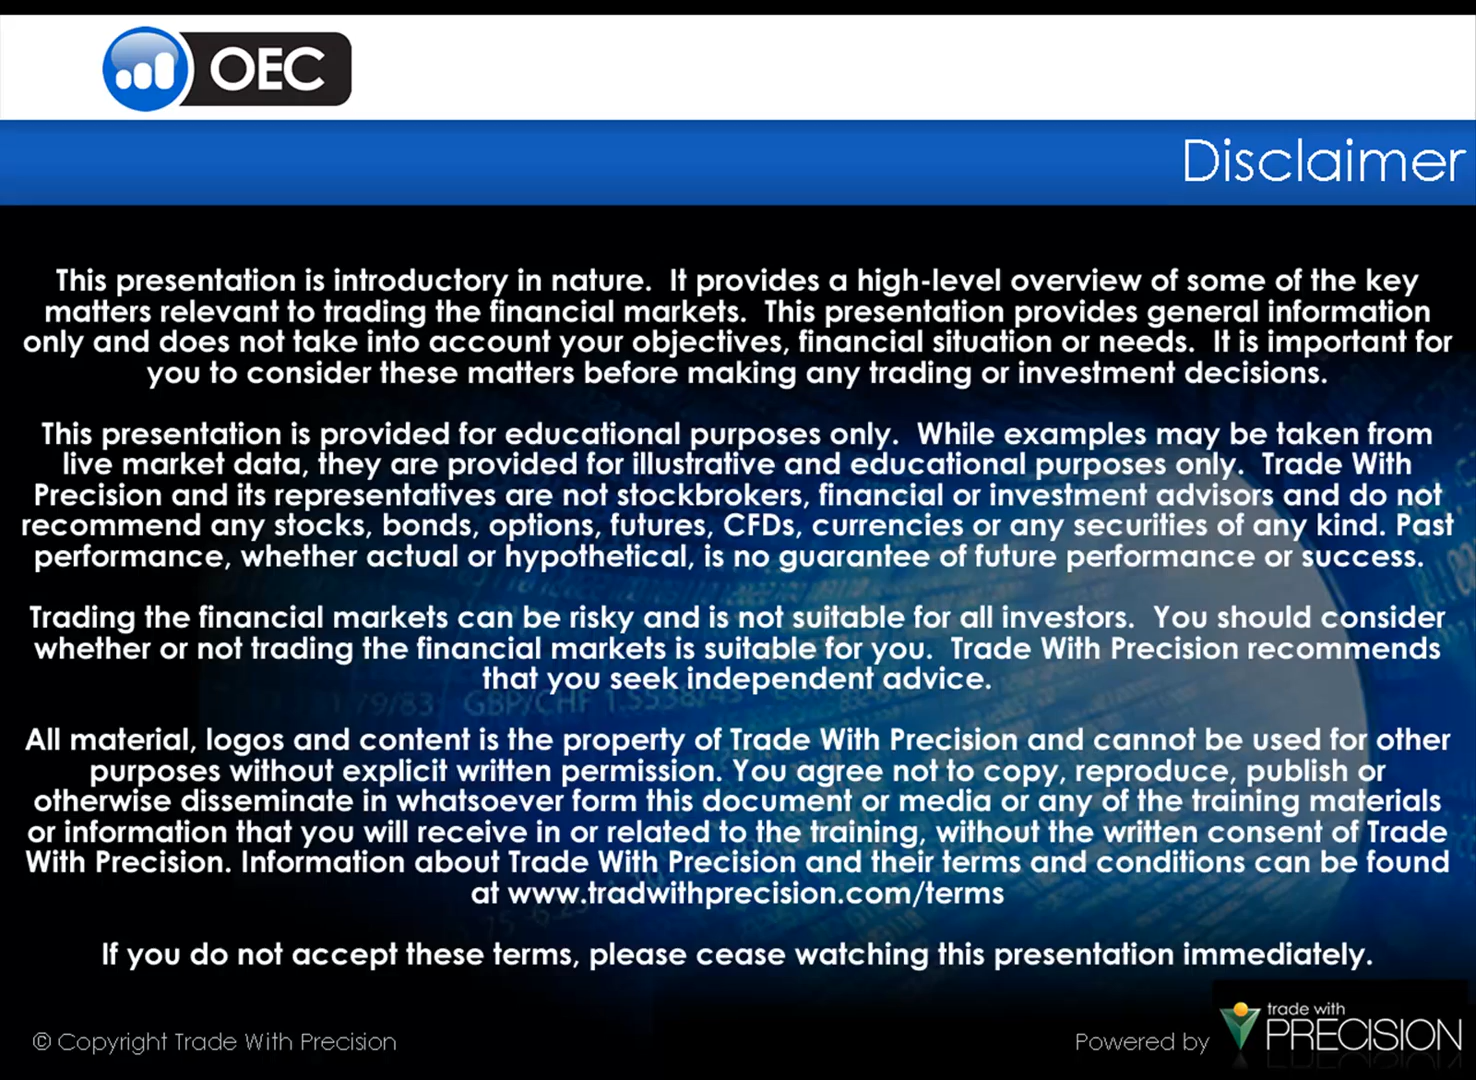 OEC
Disclaimer
This presentation is introductory in nature.  It provides a high-level overview of some of the key
matters relevant to trading the financial markets.  This presentation provides general information
only and does not take into account your objectives, financial situation or needs.  It is important for
you to consider these matters before making any trading or investment decisions.
This presentation is provided for educational purposes only.  While examples may be taken from
live market data, they are provided for illustrative and educational purposes only.  Trade With
Precision and its representatives are not stockbrokers, financial or investment advisors and do not
recommend any stocks, bonds, options, futures, CFDs, currencies or any securities of any kind. Past
performance, whether actual or hypothetical, is no guarantee of future performance or success.
Trading the financial markets can be risky and is not suitable for all investors.  You should consider
whether or not trading the financial markets is suitable for you.  Trade With Precision recommends
that you seek independent advice.
All material, logos and content is the property of Trade With Precision and cannot be used for other
purposes without explicit written permission. You agree not to copy, reproduce, publish or
otherwise disseminate in whatsoever form this document or media or any of the training materials
or information that you will receive in or related to the training, without the written consent of Trade
With Precision. Information about Trade With Precision and their terms and conditions can be found
at www.tradwithprecision.com/terms
If you do not accept these terms, please cease watching this presentation immediately.
© Copyright Trade With Precision
Powered by
trade with
PRECISION